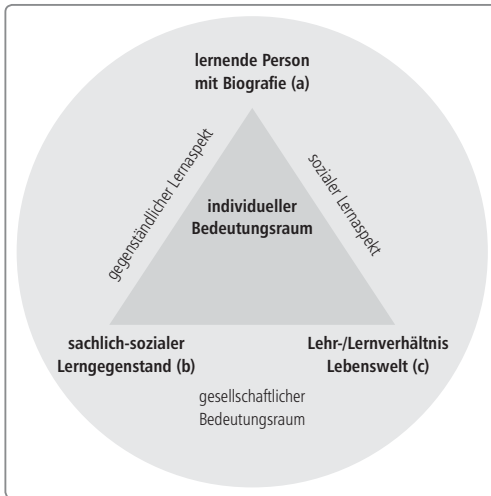 lernende Person
mit Biografie (a)
gegenständlicher Lernaspekt
sozialer Lernaspekt
individueller
Bedeutungsraum
sachlich-sozialer
Lerngegenstand (b)
Lehr-/Lernverhältnis
Lebenswelt (c)
gesellschaftlicher
Bedeutungsraum